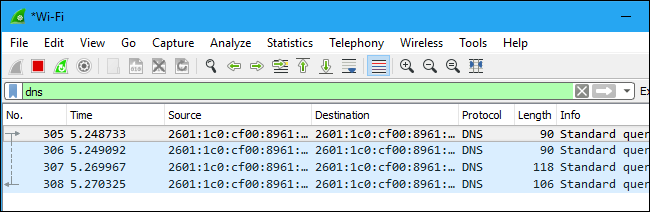 *Wi-Fi
File Edit View Go Capture Analyze Statistics Telephony Wireless Tools Help
dns
No. Time Source Destination Protocol Length Info
305 5.248733 2601:1c0:cf00:8961:… 2601:1c0:cf00:8961:… DNS 90 Standard quer
306 5.249092 2601:1c0:cf00:8961:… 2601:1c0:cf00:8961:… DNS 90 Standard quer
307 5.269967 2601:1c0:cf00:8961:… 2601:1c0:cf00:8961:… DNS 118 Standard quer
308 5.270325 2601:1c0:cf00:8961:… 2601:1c0:cf00:8961:… DNS 106 Standard quer